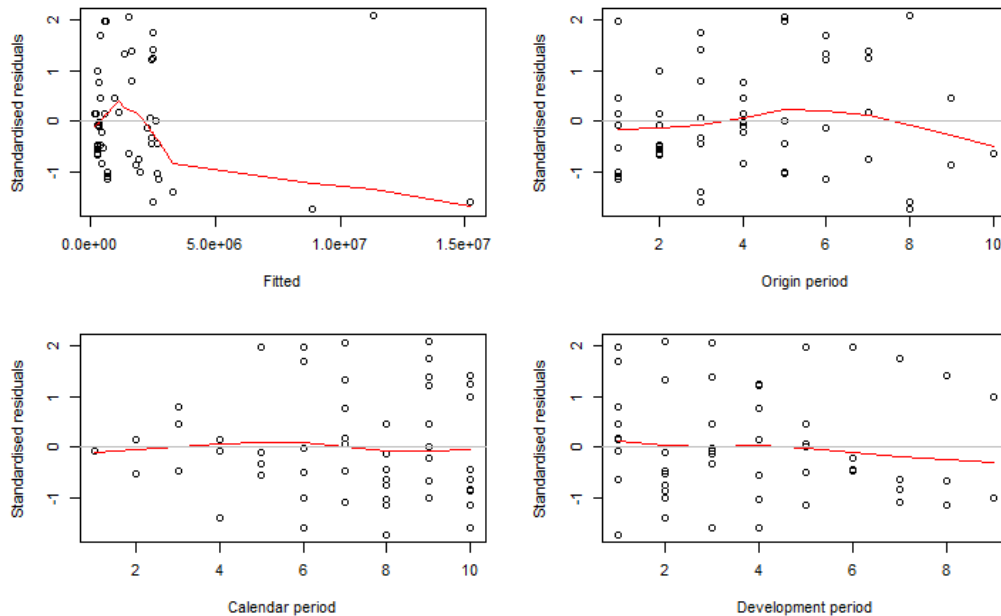 Standardised residuals
2
1
0
-1
0.0e+00 5.0e+06 1.0e+07 1.5e+07
Fitted
Standardised residuals
2
1
0
-1
2 4 6 8 10
Origin period
Standardised residuals
2
1
0
-1
2 4 6 8 10
Calendar period
Standardised residuals
2
1
0
-1
2 4 6 8
Development period